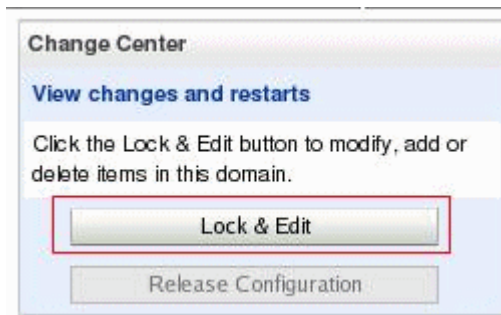 Change Center
View changes and restarts
Click the Lock & Edit button to modify, add or
delete items in this domain.
Lock & Edit
Release Configuration